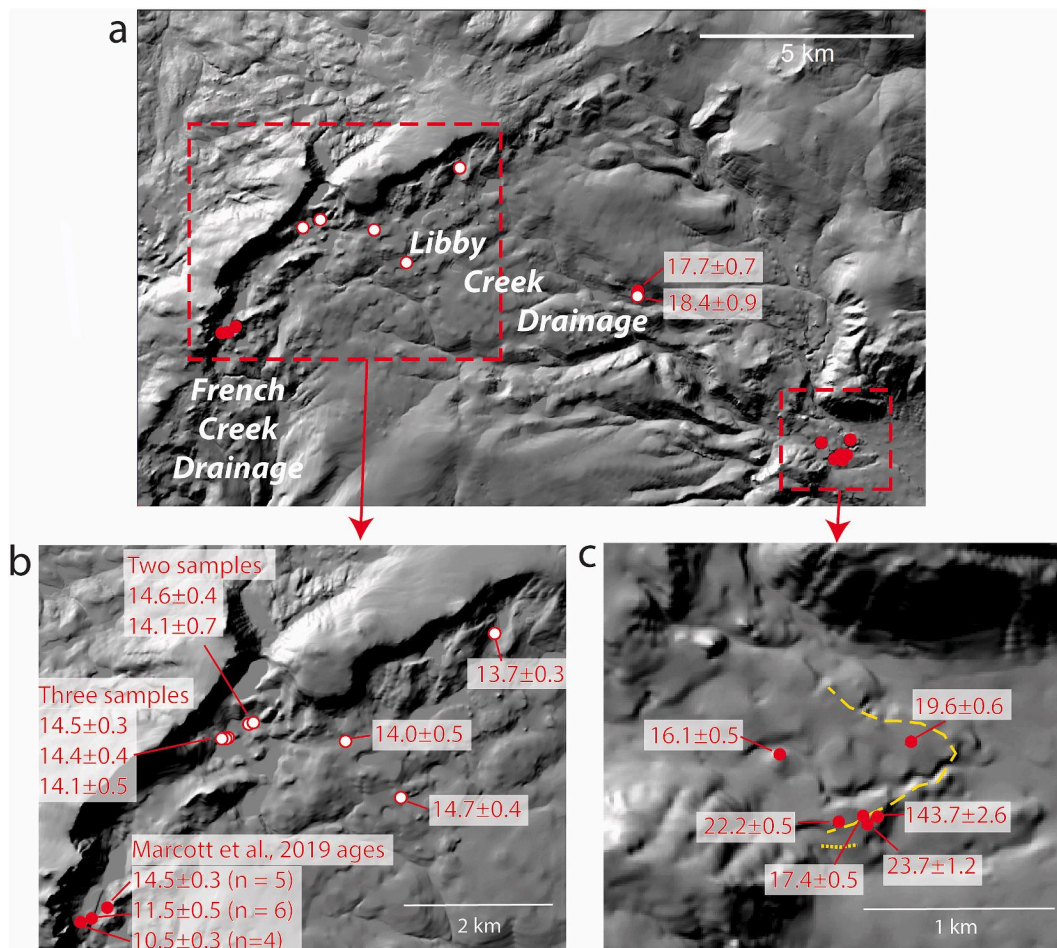 a
5 km
Libby
Creek
Drainage
17.7±0.7
18.4±0.9
French
Creek
Drainage
b
Two samples
14.6±0.4
14.1±0.7
13.7±0.3
Three samples
14.5±0.3
14.4±0.4
14.1±0.5
14.0±0.5
14.7±0.4
Marcott et al., 2019 ages
14.5±0.3 (n = 5)
11.5±0.5 (n = 6)
10.5±0.3 (n=4)
2 km
c
19.6±0.6
16.1±0.5
22.2±0.5
143.7±2.6
17.4±0.5
23.7±1.2
1 km